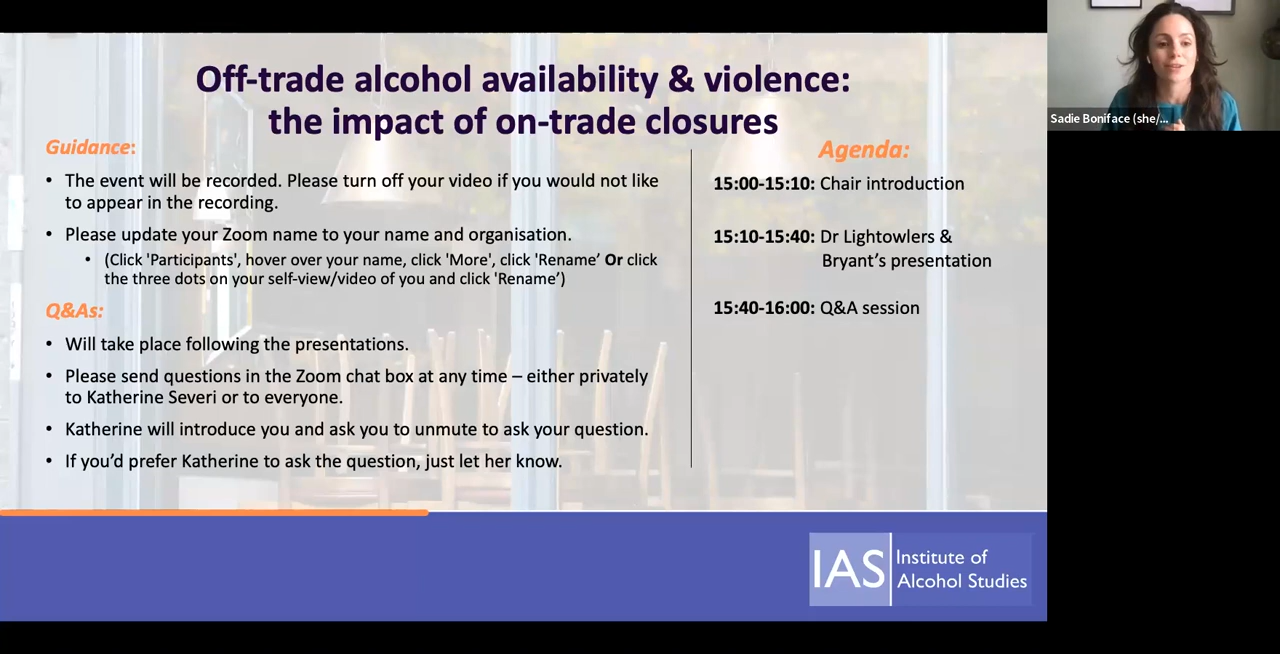 Off-trade alcohol availability & violence:
the impact of on-trade closures
Guidance:
• The event will be recorded. Please turn off your video if you would not like
to appear in the recording.
• Please update your Zoom name to your name and organisation.
• (Click 'Participants', hover over your name, click 'More', click 'Rename’ Or click
the three dots on your self-view/video of you and click 'Rename’)
Q&As:
• Will take place following the presentations.
• Please send questions in the Zoom chat box at any time – either privately
to Katherine Severi or to everyone.
• Katherine will introduce you and ask you to unmute to ask your question.
• If you’d prefer Katherine to ask the question, just let her know.
Agenda:
15:00-15:10: Chair introduction
15:10-15:40: Dr Lightowlers &
Bryant’s presentation
15:40-16:00: Q&A session
IAS
Institute of
Alcohol Studies
Sadie Boniface (she/...